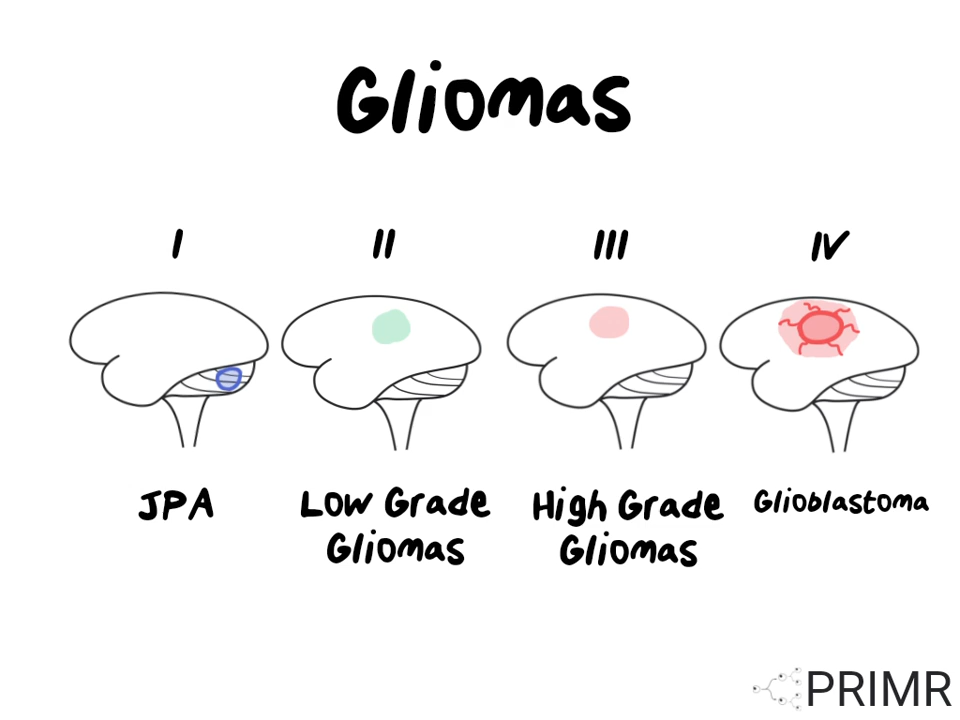 Gliomas
I
II
III
IV
JPA
Low Grade
Gliomas
High Grade
Gliomas
Glioblastoma
PRIMR